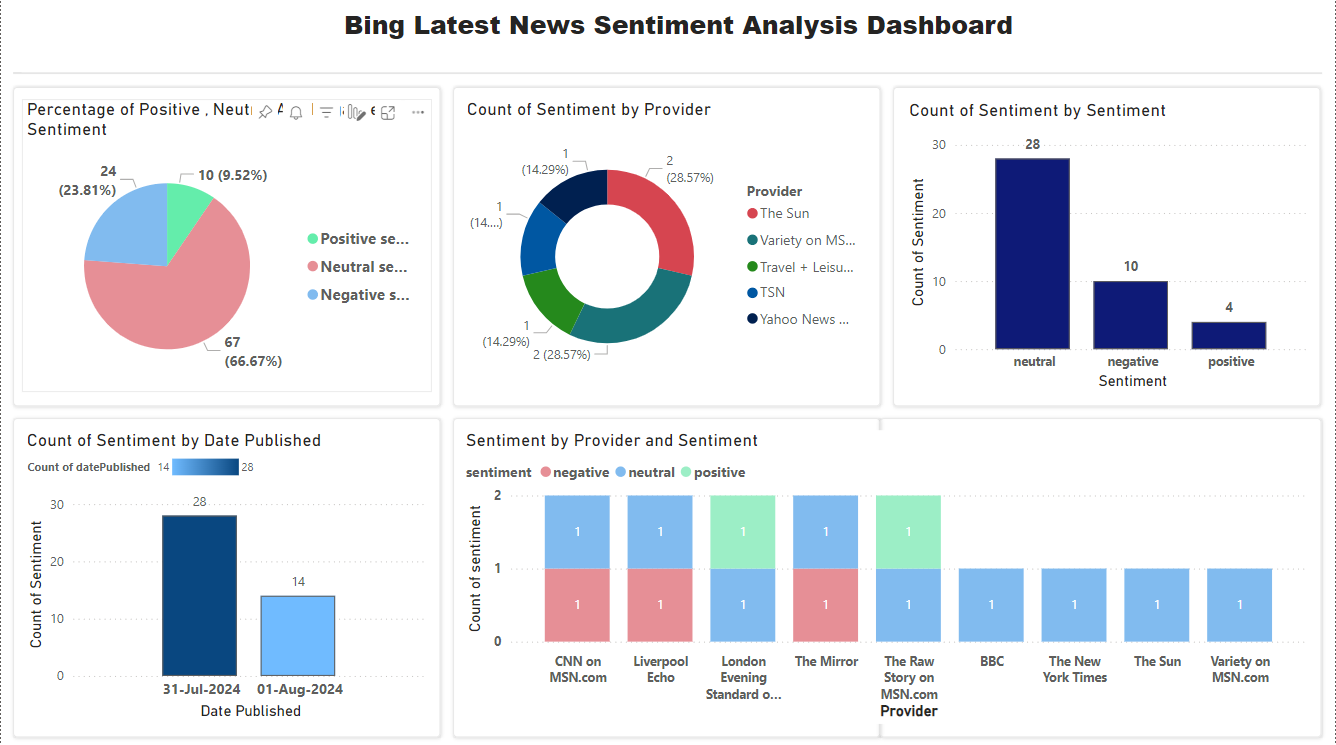 Bing Latest News Sentiment Analysis Dashboard
Percentage of Positive , Neutr
Sentiment
24
(23.81%)
10 (9.52%)
67
(66.67%)
Positive se...
Neutral se...
Negative s...
Count of Sentiment by Provider
1
(14.29%)
2
(28.57%)
1
(14....)
1
(14.29%)
2 (28.57%)
Provider
The Sun
Variety on MS...
Travel + Leisu...
TSN
Yahoo News ...
Count of Sentiment by Sentiment
Count of Sentiment
30
20
10
0
28
10
4
neutral
negative
positive
Sentiment
Count of Sentiment by Date Published
Count of datePublished 14 28
Count of Sentiment
30
20
10
0
28
14
31-Jul-2024
01-Aug-2024
Date Published
Sentiment by Provider and Sentiment
sentiment negative neutral positive
Count of sentiment
2
1
0
1 1 1 1 1
1 1 1 1 1 1 1 1 1
CNN on
MSN.com
Liverpool
Echo
London
Evening
Standard o...
The Mirror
The Raw
Story on
MSN.com
BBC
The New
York Times
The Sun
Variety on
MSN.com
Provider